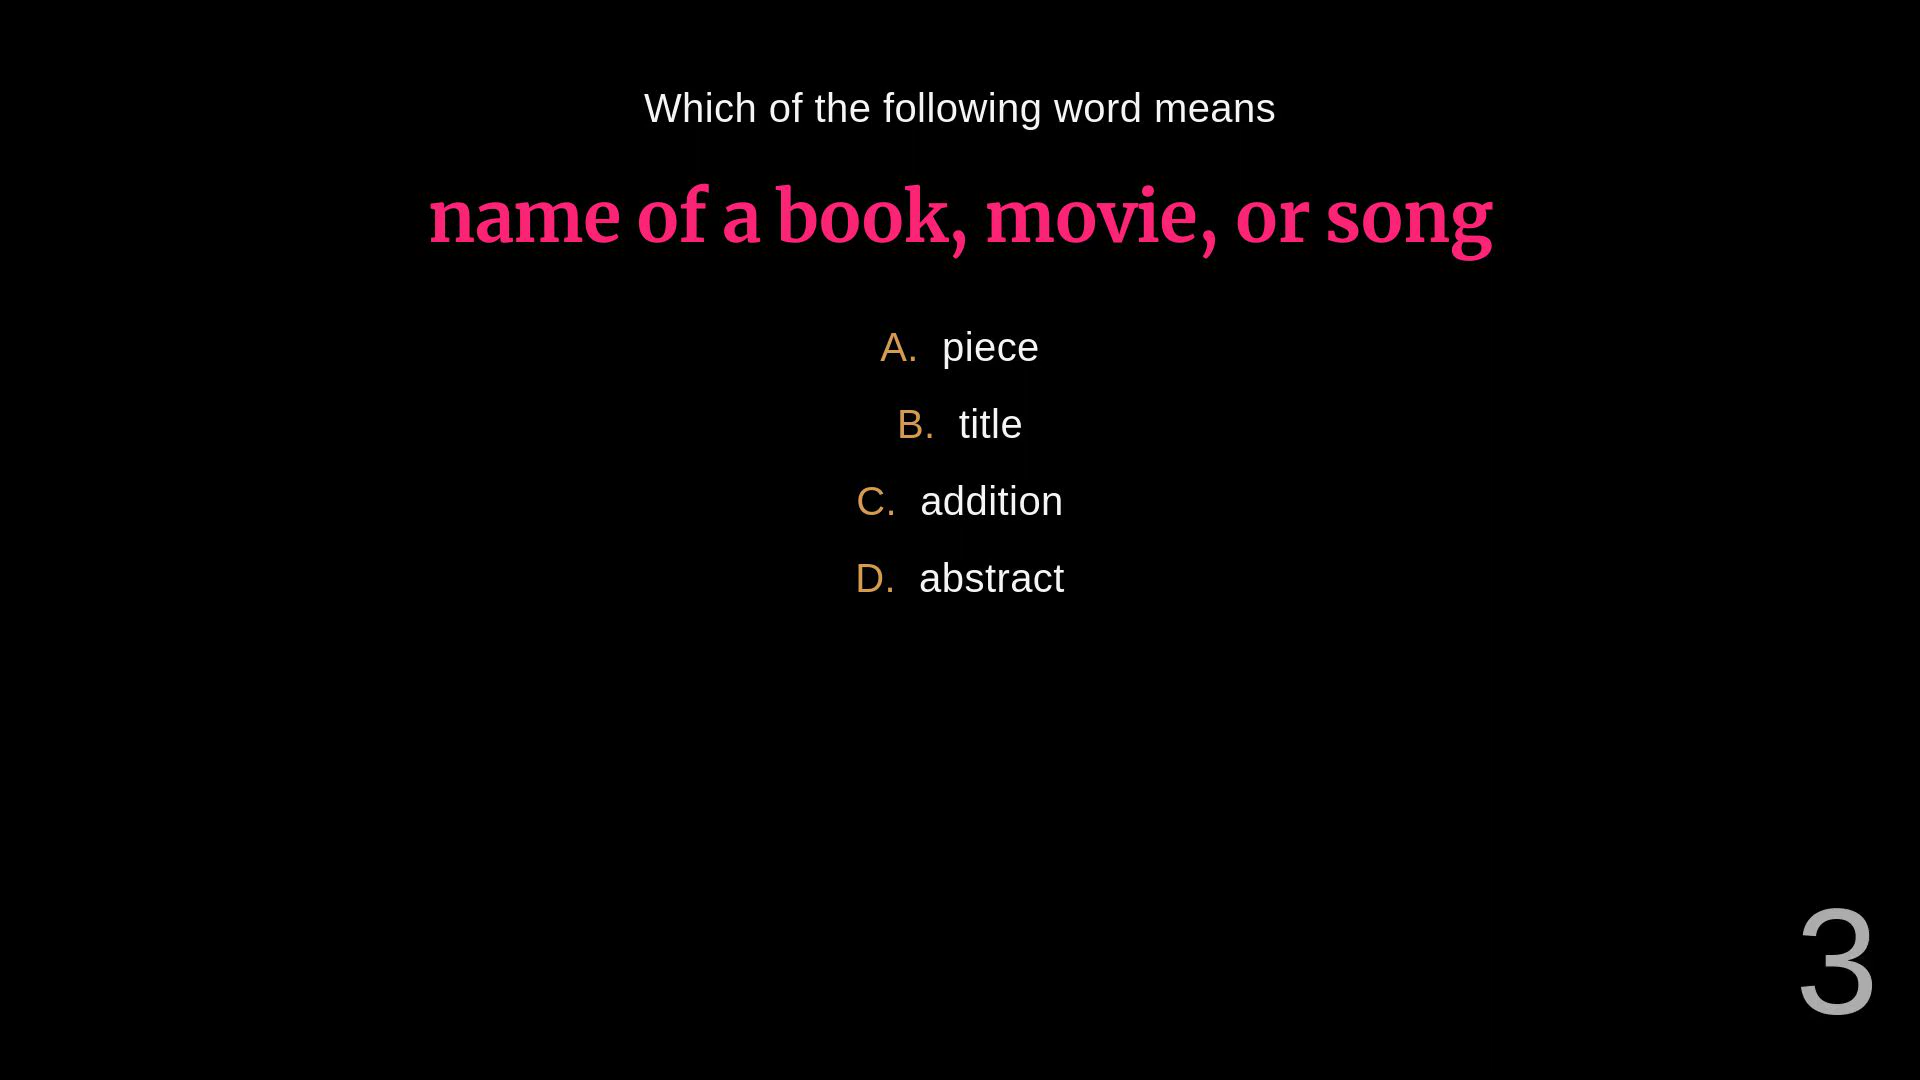 Which of the following word means
name of a book, movie, or song
A. piece
B. title
C. addition
D. abstract
3